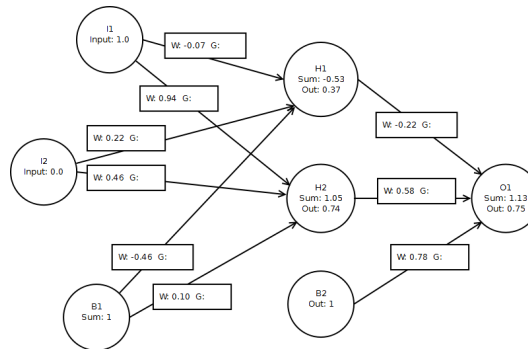 I1
Input: 1.0
W: -0.07  G:
H1
Sum: -0.53
Out: 0.37
W: 0.94  G:
W: -0.22  G:
W: 0.22  G:
I2
Input: 0.0
W: 0.46  G:
H2
Sum: 1.05
Out: 0.74
W: 0.58  G:
O1
Sum: 1.13
Out: 0.75
W: -0.46  G:
W: 0.78  G:
B1
Sum: 1
W: 0.10  G:
B2
Out: 1